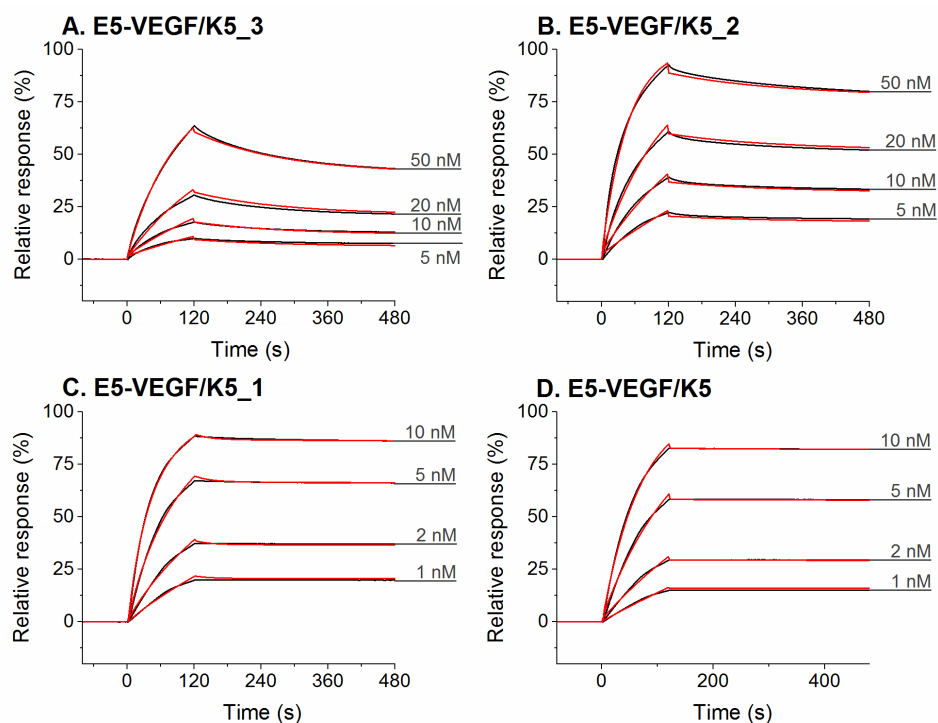 A. E5-VEGF/K5_3
100
75
50
25
0
Relative response (%)
50 nM
20 nM
10 nM
5 nM
0
120
240
360
480
Time (s)
B. E5-VEGF/K5_2
100
75
50
25
0
Relative response (%)
50 nM
20 nM
10 nM
5 nM
0
120
240
360
480
Time (s)
C. E5-VEGF/K5_1
100
75
50
25
0
Relative response (%)
10 nM
5 nM
2 nM
1 nM
0
120
240
360
480
Time (s)
D. E5-VEGF/K5
100
75
50
25
0
Relative response (%)
10 nM
5 nM
2 nM
1 nM
0
200
400
Time (s)